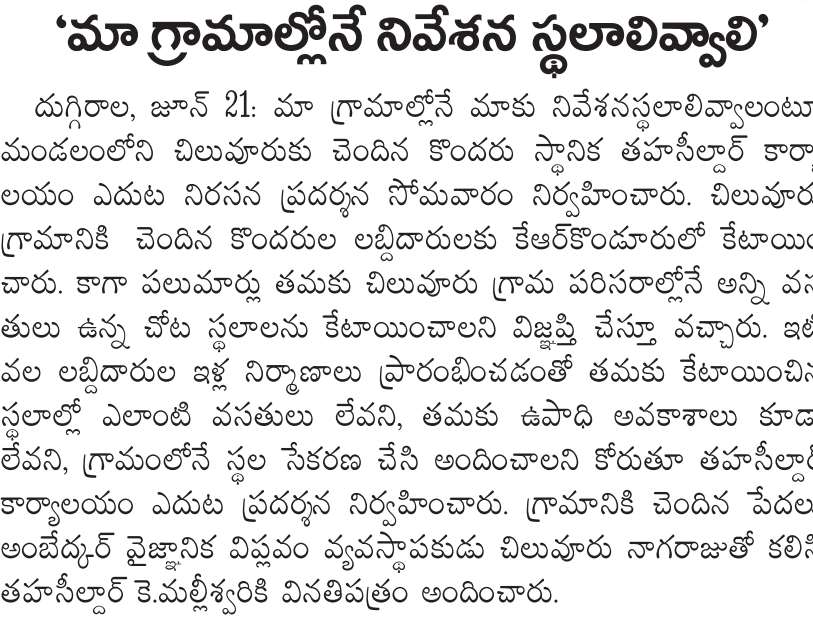 ‘మా గ్రామాల్లోనే నివేశన స్థలాలివ్వాలి’
దుగ్గిరాల, జూన్ 21: మా గ్రామాల్లోనే మాకు నివేశనస్థలాలివ్వాలంటూ
మండలంలోని చిలువూరుకు చెందిన కొందరు స్థానిక తహసీల్దార్ కార్యా
లయం ఎదుట నిరసన ప్రదర్శన సోమవారం నిర్వహించారు. చిలువూరు
గ్రామానికి చెందిన కొందరుల లబ్దిదారులకు కేఆర్‌కొండూరులో కేటాయిం
చారు. కాగా పలుమార్లు తమకు చిలువూరు గ్రామ పరిసరాల్లోనే అన్ని వస
తులు ఉన్న చోట స్థలాలను కేటాయించాలని విజ్ఞప్తి చేస్తూ వచ్చారు. ఇటీ
వల లబ్దిదారుల ఇళ్ల నిర్మాణాలు ప్రారంభించడంతో తమకు కేటాయించిన
స్థలాల్లో ఎలాంటి వసతులు లేవని, తమకు ఉపాధి అవకాశాలు కూడా
లేవని, గ్రామంలోనే స్థల సేకరణ చేసి అందించాలని కోరుతూ తహసీల్దార్
కార్యాలయం ఎదుట ప్రదర్శన నిర్వహించారు. గ్రామానికి చెందిన పేదలు
అంబేద్కర్ వైజ్ఞానిక విప్లవం వ్యవస్థాపకుడు చిలువూరు నాగరాజుతో కలిసి
తహసీల్దార్ కె.మల్లీశ్వరికి వినతిపత్రం అందించారు.